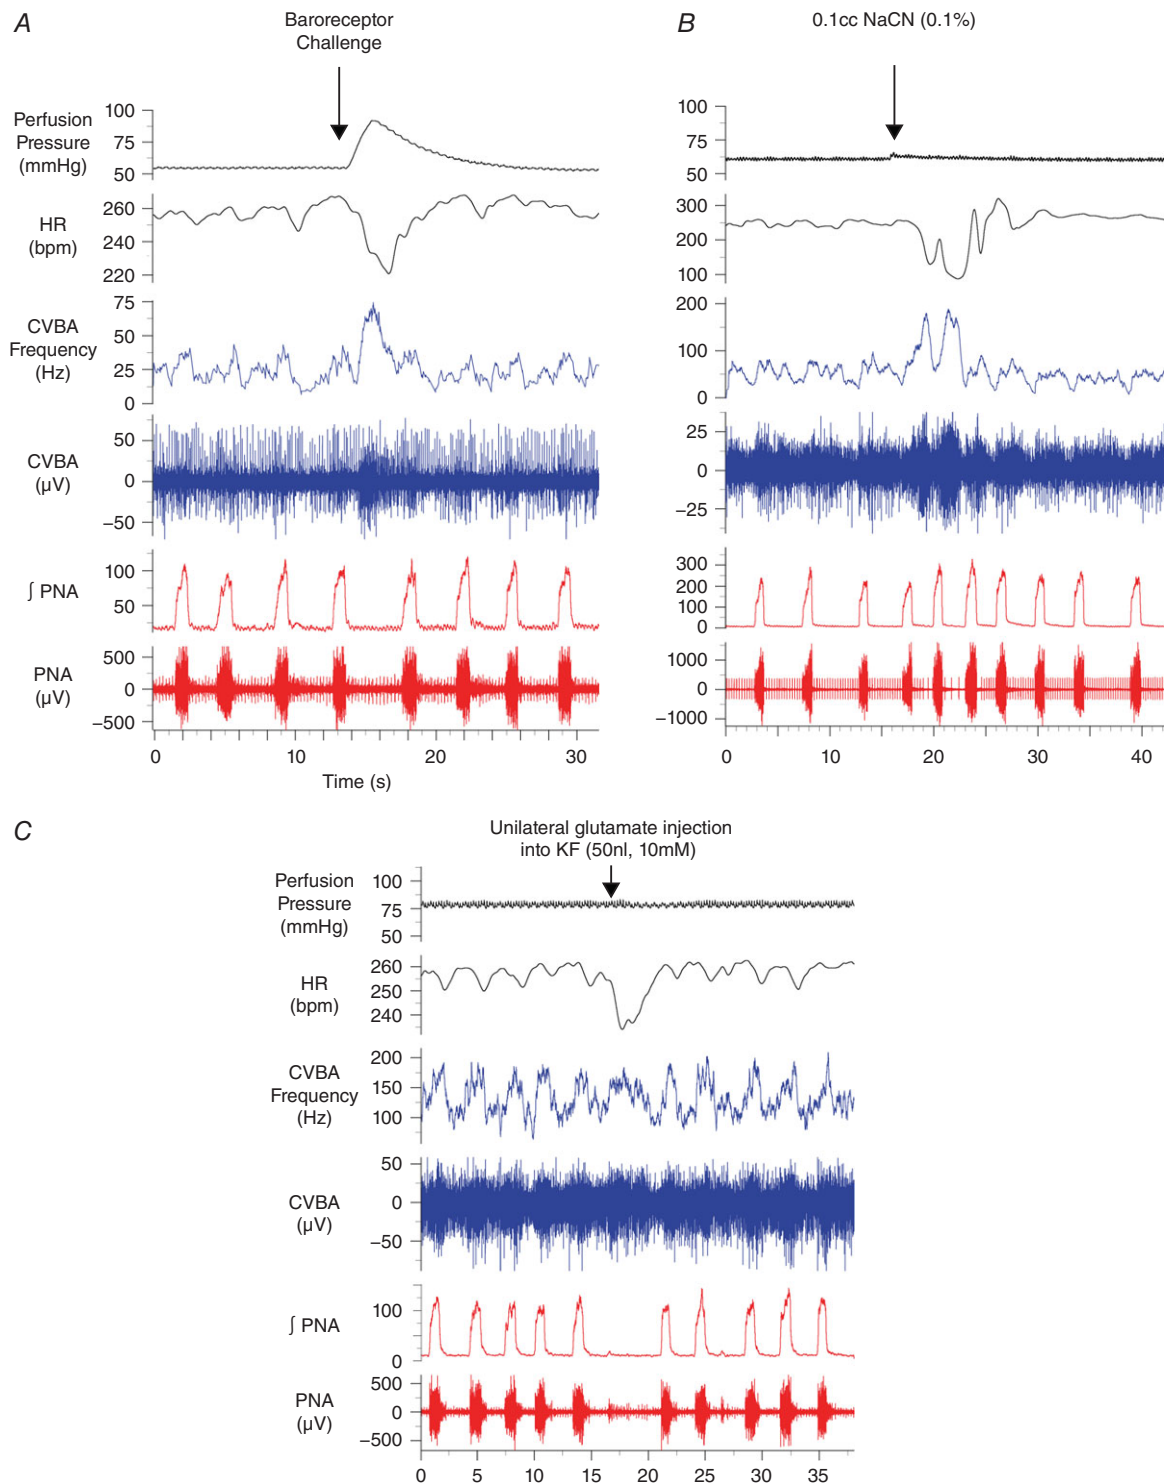 A
Baroreceptor
Challenge
Perfusion
Pressure
(mmHg)
100
75
50
HR
(bpm)
260
240
220
CVBA
Frequency
(Hz)
75
50
25
0
CVBA
(µV)
50
0
−50
∫ PNA
100
50
PNA
(µV)
500
0
−500
0
10
20
30
Time (s)
B
0.1cc NaCN (0.1%)
100
75
50
300
200
100
200
100
0
25
0
−25
300
200
100
0
1000
0
−1000
0
10
20
30
40
C
Unilateral glutamate injection
into KF (50nl, 10mM)
Perfusion
Pressure
(mmHg)
100
75
50
HR
(bpm)
260
250
240
CVBA
Frequency
(Hz)
200
150
100
CVBA
(µV)
50
0
−50
∫ PNA
100
0
PNA
(µV)
500
0
−500
0
5
10
15
20
25
30
35